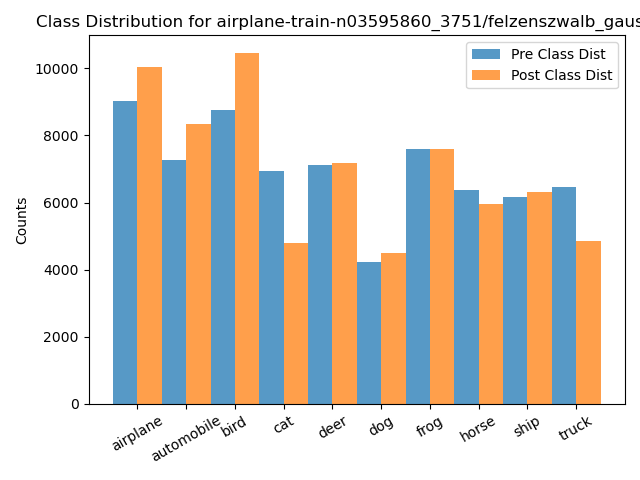 Class Distribution for airplane-train-n03595860_3751/felzenszwalb_gaus
Pre Class Dist
Post Class Dist
Counts
10000
8000
6000
4000
2000
0
airplane
automobile
bird
cat
deer
dog
frog
horse
ship
truck